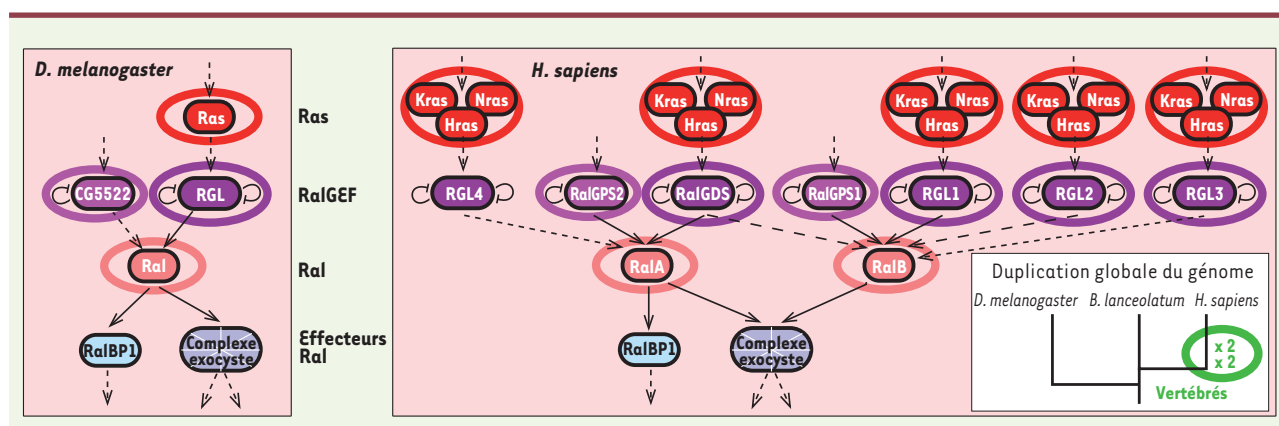 D. melanogaster
Ras
CG5522
RGL
Ral
RalBP1
Complexe
exocyste
Ras
RalGEF
Ral
Effecteurs
Ral
H. sapiens
Kras Nras
Hras
Kras Nras
Hras
Kras Nras
Hras
Kras Nras
Hras
Kras Nras
Hras
RGL4 RalGPS2 RalGDS RalGPS1 RGL1 RGL2 RGL3
RalA RalB
RalBP1
Complexe
exocyste
Duplication globale du génome
D. melanogaster B. lanceolatum H. sapiens
x 2
x 2
Vertébrés